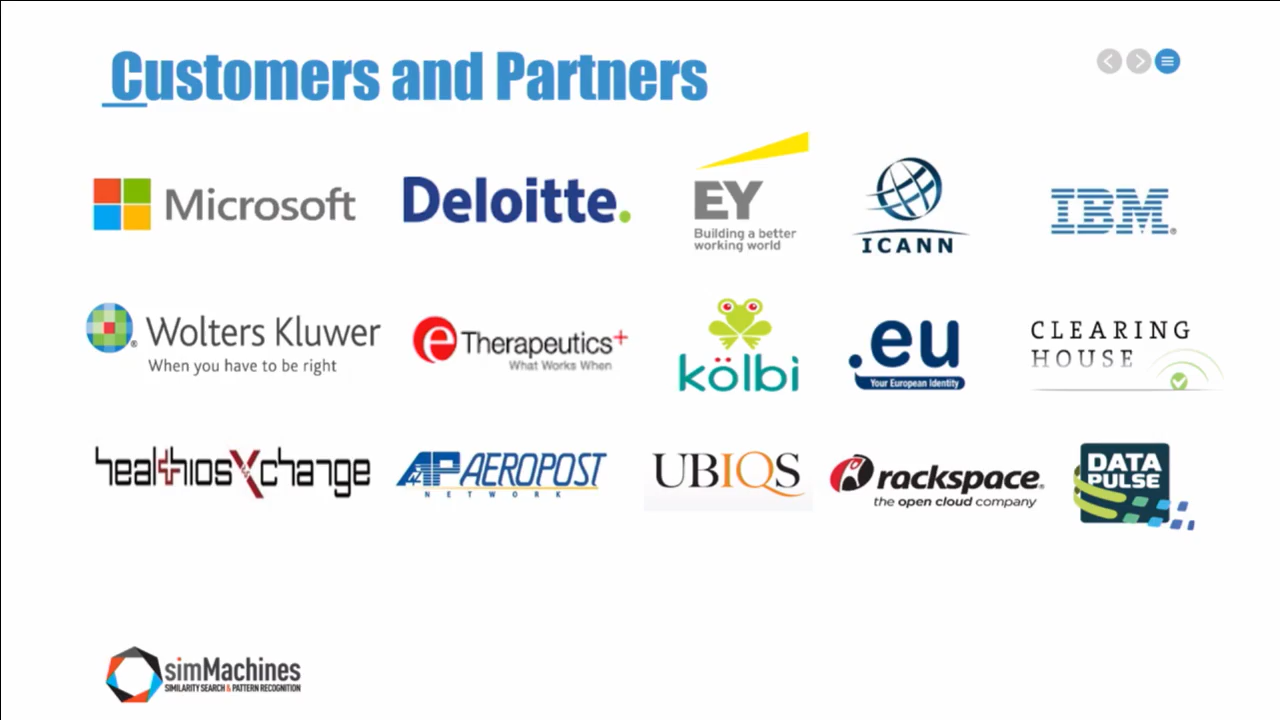 Customers and Partners
Microsoft
Deloitte.
EY
Building a better
working world
ICANN
IBM®
Wolters Kluwer
When you have to be right
e Therapeutics+
What Works When
kölbi
.eu
Your European Identity
CLEARING
HOUSE
healthiosXchange
AP AEROPOST
NETWORK
UBIQS
rackspace®
the open cloud company
DATA
PULSE
simMachines
SIMILARITY SEARCH & PATTERN RECOGNITION